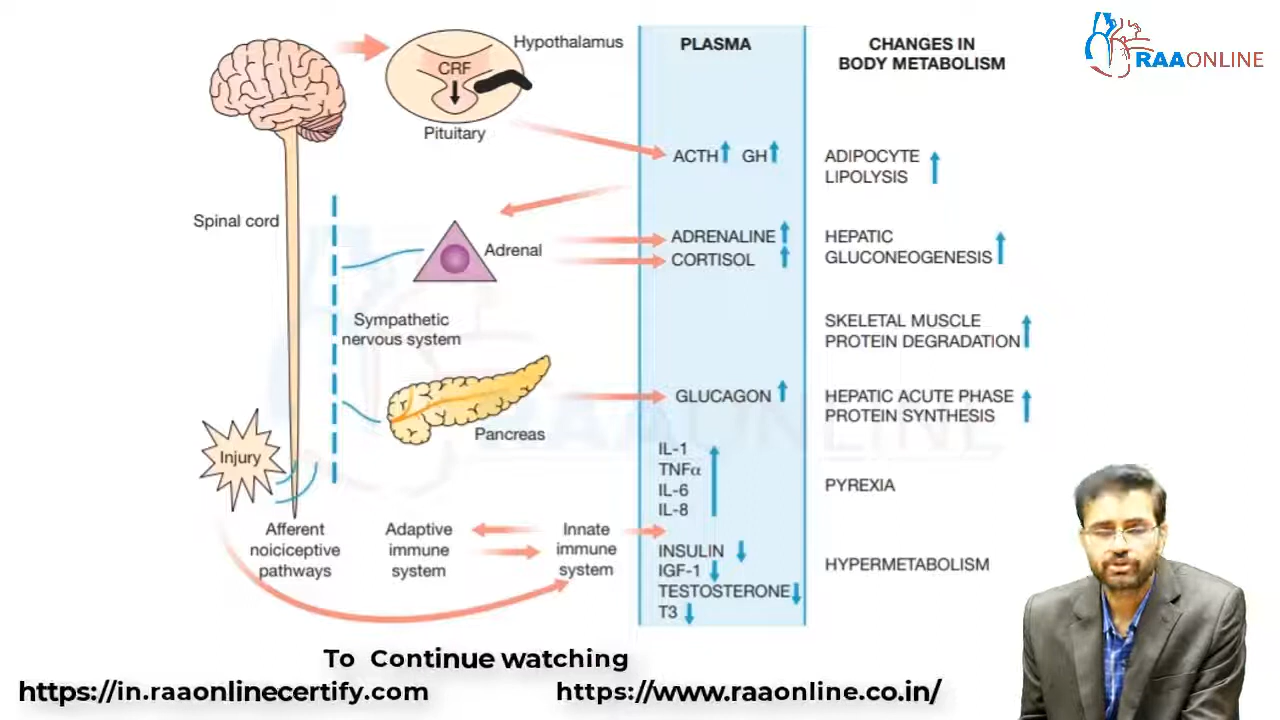 RAAONLINE
Hypothalamus
CRF
Pituitary
PLASMA
CHANGES IN
BODY METABOLISM
ACTH GH
ADIPOCYTE
LIPOLYSIS
Spinal cord
Adrenal
ADRENALINE
CORTISOL
HEPATIC
GLUCONEOGENESIS
Sympathetic
nervous system
SKELETAL MUSCLE
PROTEIN DEGRADATION
Pancreas
GLUCAGON
HEPATIC ACUTE PHASE
PROTEIN SYNTHESIS
RAAONLINE
Injury
IL-1
TNFα
IL-6
IL-8
PYREXIA
Afferent
noiciceptive
pathways
Adaptive
immune
system
Innate
immune
system
INSULIN
IGF-1
TESTOSTERONE
T3
HYPERMETABOLISM
To Continue watching
https://in.raaonlinecertify.com
https://www.raaonline.co.in/